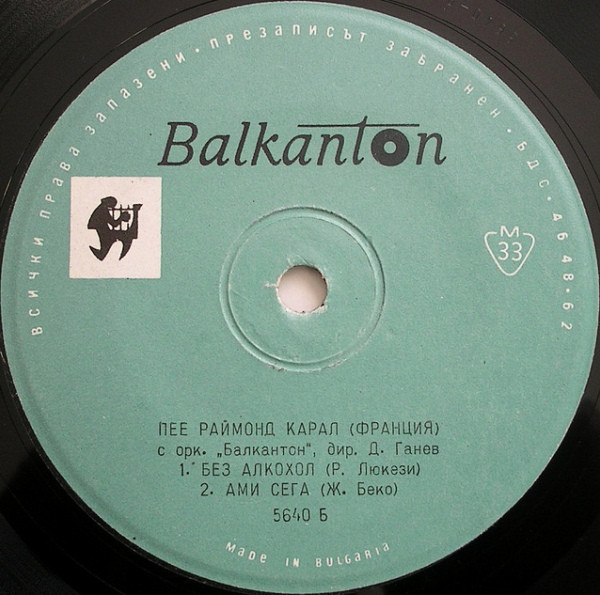 ВСИЧКИ ПРАВА ЗАПАЗЕНИ · ПРЕЗАПИСЪТ ЗАБРАНЕН · БДС · 4648-62
Balkanton
М
33
ПЕЕ РАЙМОНД КАРАЛ (ФРАНЦИЯ)
с орк. „Балкантон", дир. Д. Ганев
1. БЕЗ АЛКОХОЛ (Р. Люкези)
2. АМИ СЕГА (Ж. Беко)
5640 Б
MADE IN BULGARIA